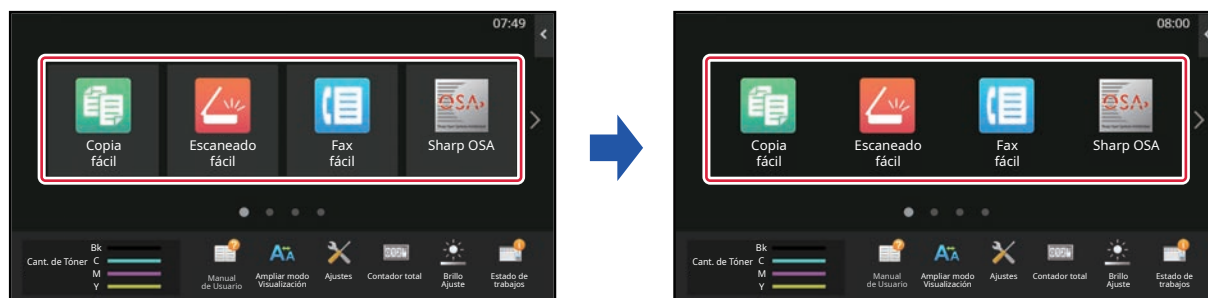 07:49
Copia
fácil
Escaneado
fácil
Fax
fácil
OSA
Sharp OSA
Bk
Cant. de Tóner C
M
Y
Manual
de Usuario
Ampliar modo
Visualización
Ajustes
Contador total
Brillo
Ajuste
Estado de
trabajos
08:00
Copia
fácil
Escaneado
fácil
Fax
fácil
OSA
Sharp OSA
Bk
Cant. de Tóner C
M
Y
Manual
de Usuario
Ampliar modo
Visualización
Ajustes
Contador total
Brillo
Ajuste
Estado de
trabajos